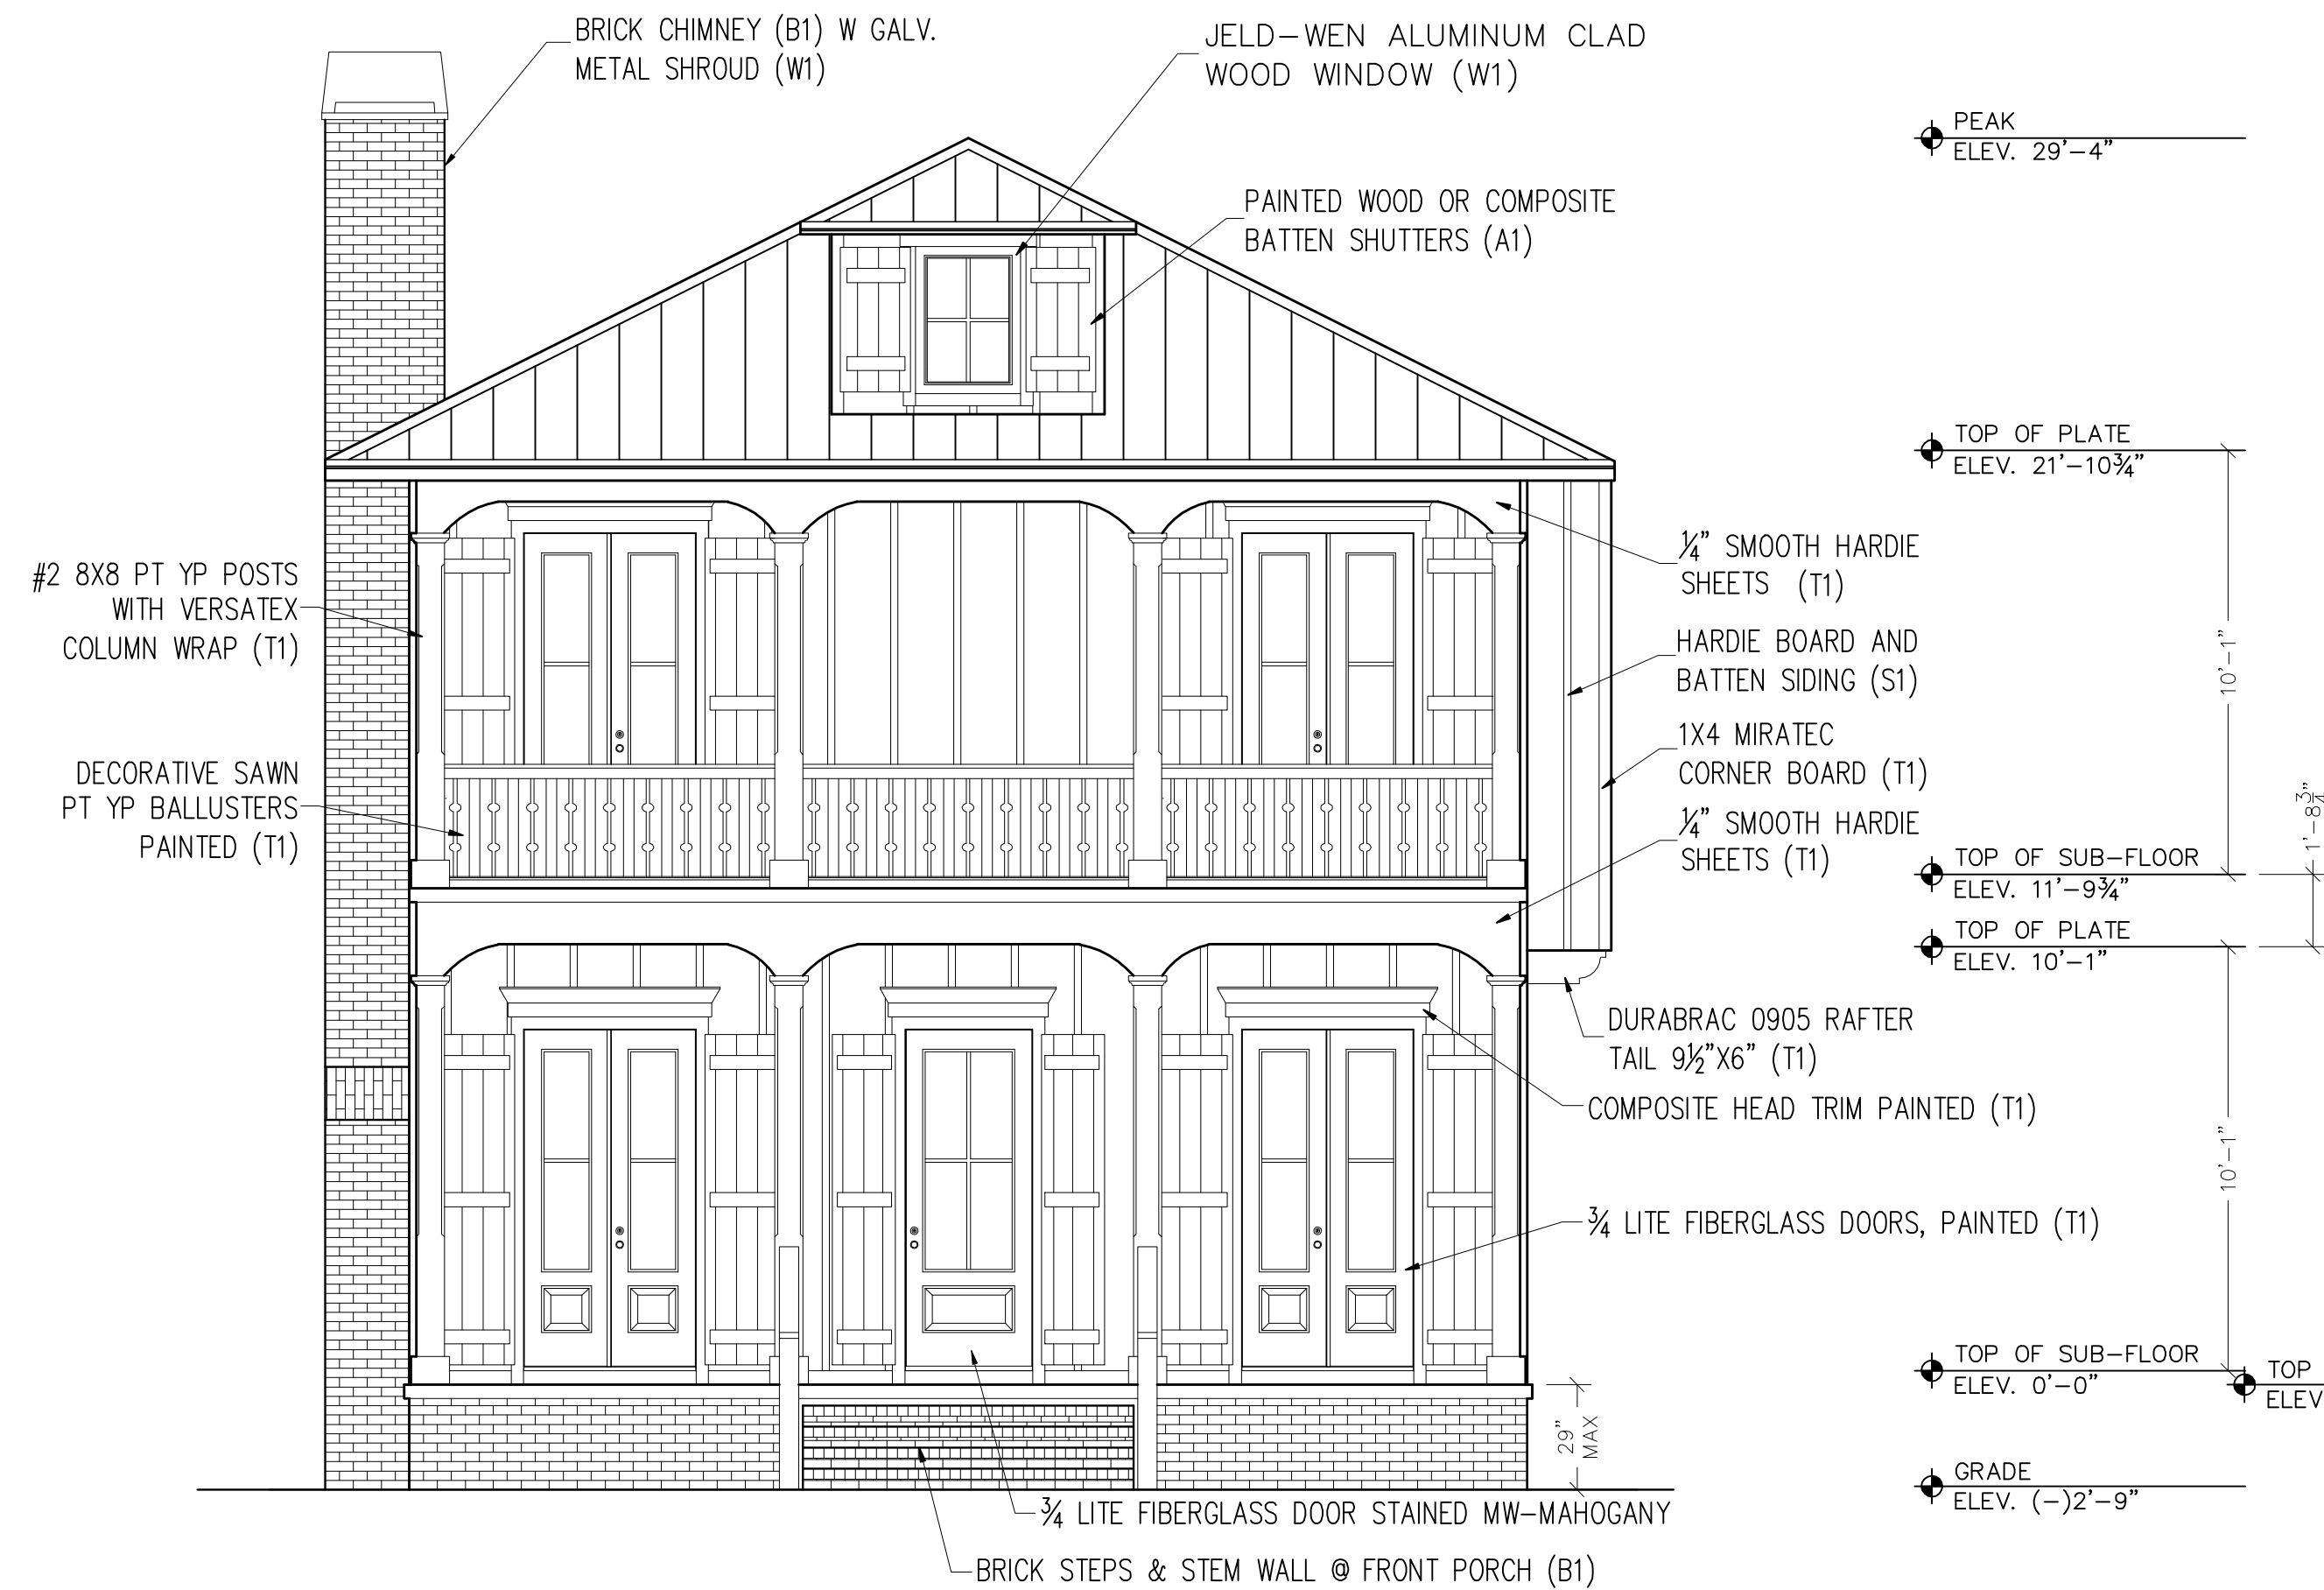 BRICK CHIMNEY (B1) W GALV.
METAL SHROUD (W1)
JELD-WEN ALUMINUM CLAD
WOOD WINDOW (W1)
PAINTED WOOD OR COMPOSITE
BATTEN SHUTTERS (A1)
PEAK
ELEV. 29'-4"
TOP OF PLATE
ELEV. 21'-10¾"
#2 8X8 PT YP POSTS
WITH VERSATEX
COLUMN WRAP (T1)
DECORATIVE SAWN
PT YP BALLUSTERS
PAINTED (T1)
¼" SMOOTH HARDIE
SHEETS (T1)
HARDIE BOARD AND
BATTEN SIDING (S1)
1X4 MIRATEC
CORNER BOARD (T1)
¼" SMOOTH HARDIE
SHEETS (T1)
10'-1"
1'-8¾"
TOP OF SUB-FLOOR
ELEV. 11'-9¾"
TOP OF PLATE
ELEV. 10'-1"
DURABRAC 0905 RAFTER
TAIL 9½"X6" (T1)
COMPOSITE HEAD TRIM PAINTED (T1)
10'-1"
¾ LITE FIBERGLASS DOORS, PAINTED (T1)
TOP OF SUB-FLOOR
ELEV. 0'-0"
TOP
ELEV
29"
MAX
GRADE
ELEV. (-)2'-9"
¾ LITE FIBERGLASS DOOR STAINED MW-MAHOGANY
BRICK STEPS & STEM WALL @ FRONT PORCH (B1)